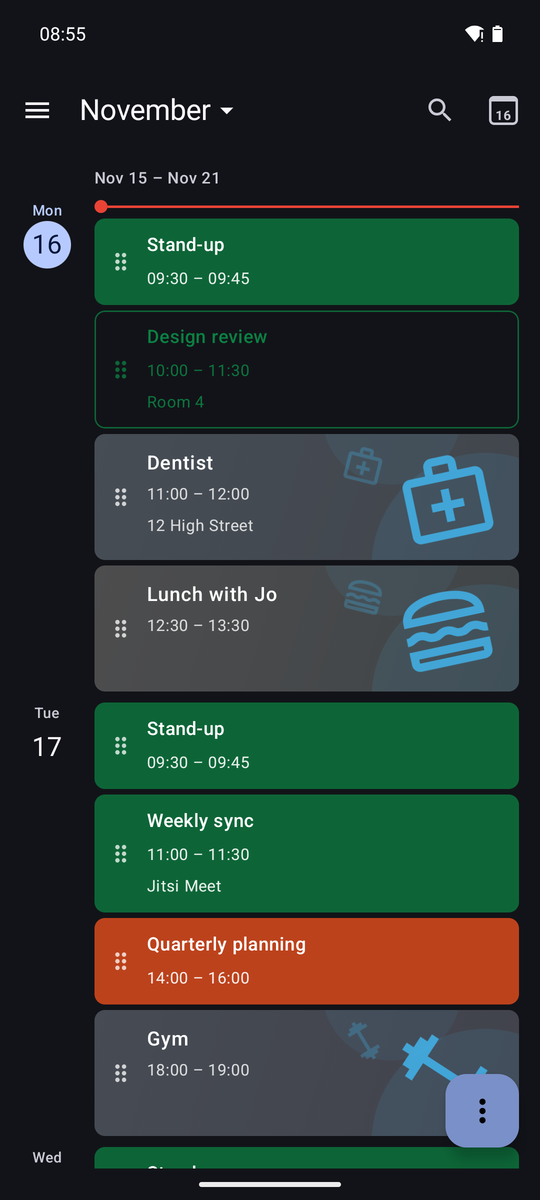 08:55
November
16
Nov 15 – Nov 21
Mon
16
Stand-up
09:30 – 09:45
Design review
10:00 – 11:30
Room 4
Dentist
11:00 – 12:00
12 High Street
Lunch with Jo
12:30 – 13:30
Tue
17
Stand-up
09:30 – 09:45
Weekly sync
11:00 – 11:30
Jitsi Meet
Quarterly planning
14:00 – 16:00
Gym
18:00 – 19:00
Wed